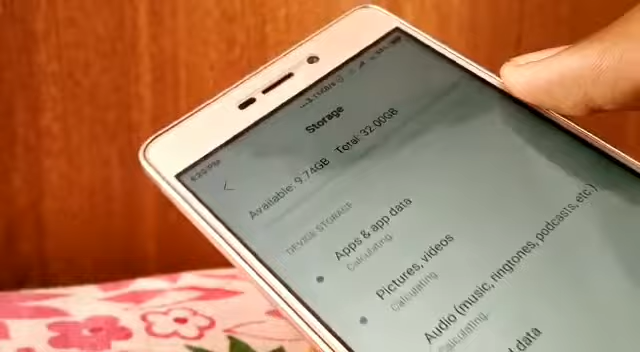 Storage
Available: 9.74GB Total: 32.00GB
DEVICE STORAGE
Apps & app data
Calculating...
Pictures, videos
Calculating...
Audio (music, ringtones, podcasts, etc.)
Calculating...
data